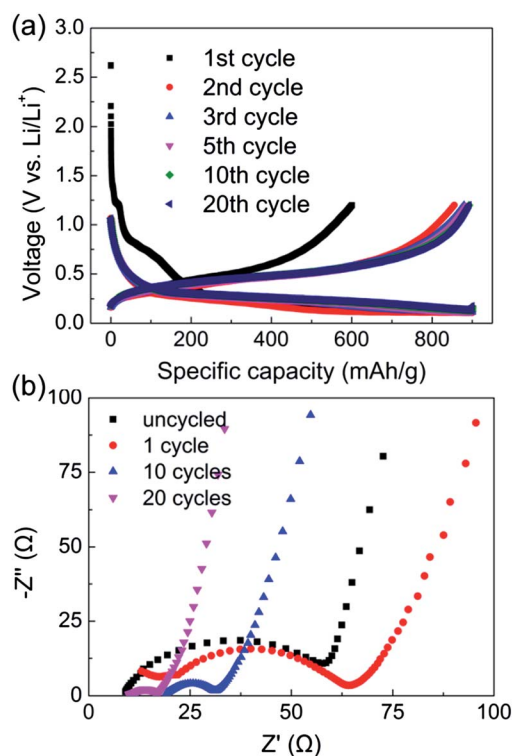 (a)
3.0
2.5
2.0
1.5
1.0
0.5
0.0
Voltage (V vs. Li/Li⁺)
1st cycle
2nd cycle
3rd cycle
5th cycle
10th cycle
20th cycle
0 200 400 600 800
Specific capacity (mAh/g)
(b)
100
75
50
25
0
-Z" (Ω)
uncycled
1 cycle
10 cycles
20 cycles
0 25 50 75 100
Z' (Ω)